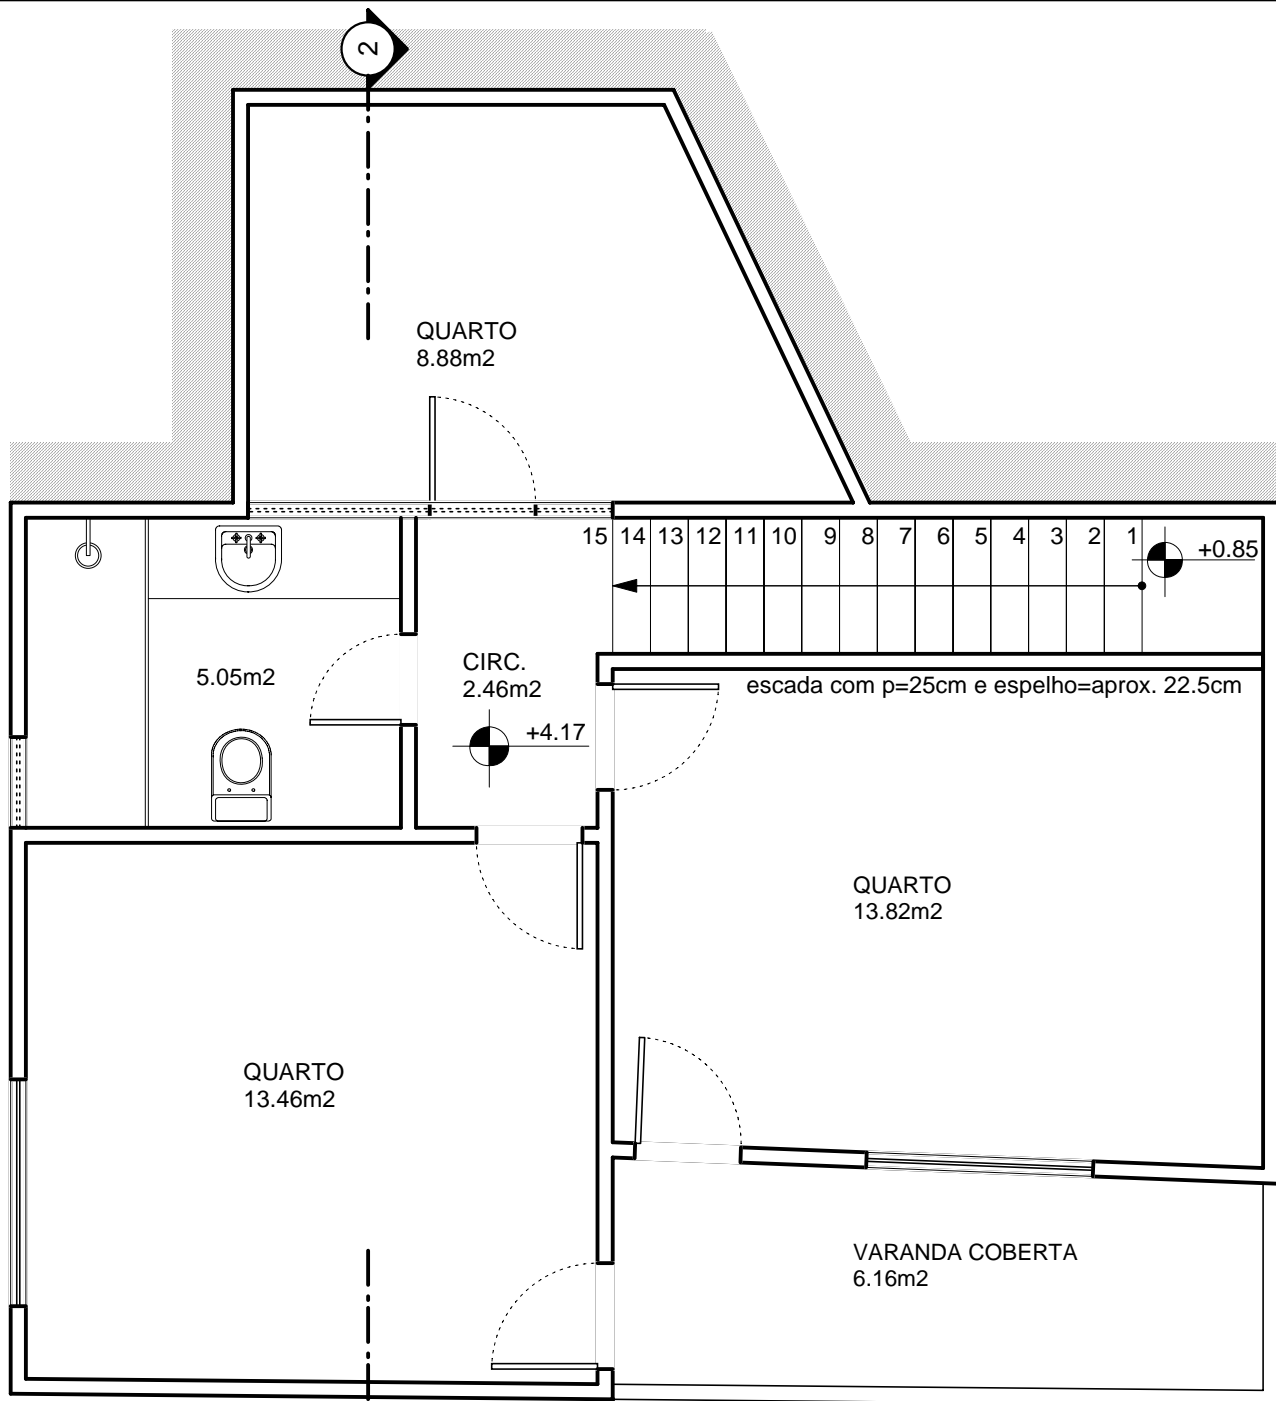 2
QUARTO
8.88m2
15 14 13 12 11 10 9 8 7 6 5 4 3 2 1
+0.85
5.05m2
CIRC.
2.46m2
+4.17
escada com p=25cm e espelho=aprox. 22.5cm
QUARTO
13.82m2
QUARTO
13.46m2
VARANDA COBERTA
6.16m2